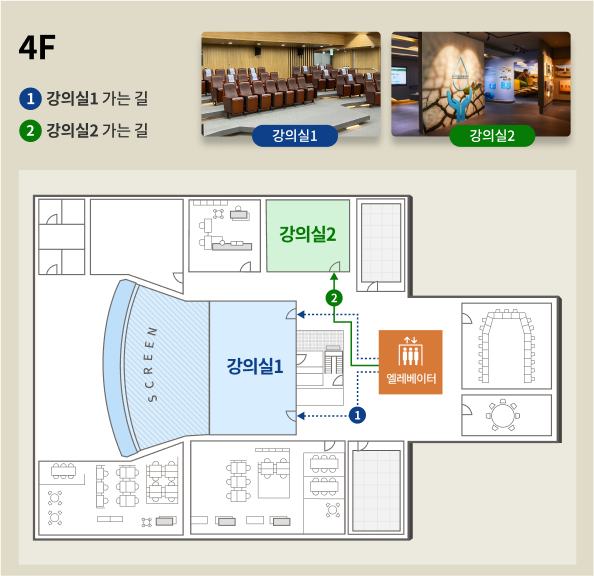 4F
1 강의실1 가는 길
2 강의실2 가는 길
강의실1
강의실2
강의실2
2
SCREEN
강의실1
엘레베이터
1